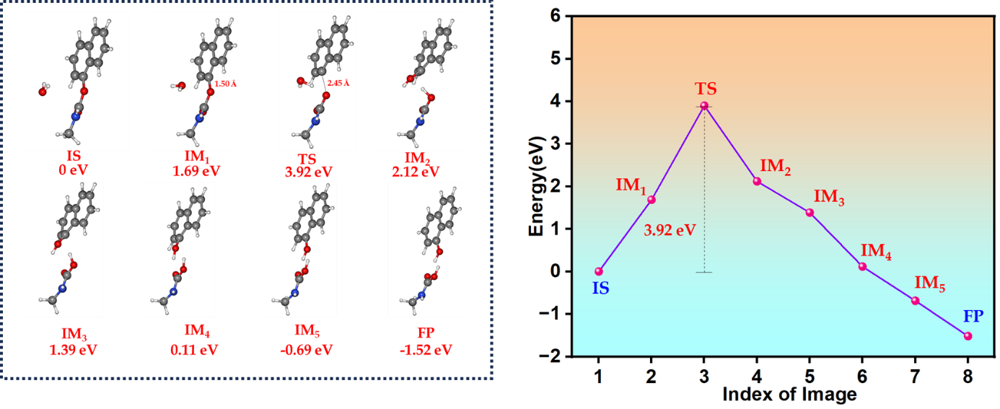 1.50 Å
2.45 Å
IS
0 eV
IM₁
1.69 eV
TS
3.92 eV
IM₂
2.12 eV
IM₃
1.39 eV
IM₄
0.11 eV
IM₅
-0.69 eV
FP
-1.52 eV
6
5
4
3
2
1
0
−1
−2
Energy(eV)
IS
IM₁
TS
3.92 eV
IM₂
IM₃
IM₄
IM₅
FP
1 2 3 4 5 6 7 8
Index of Image